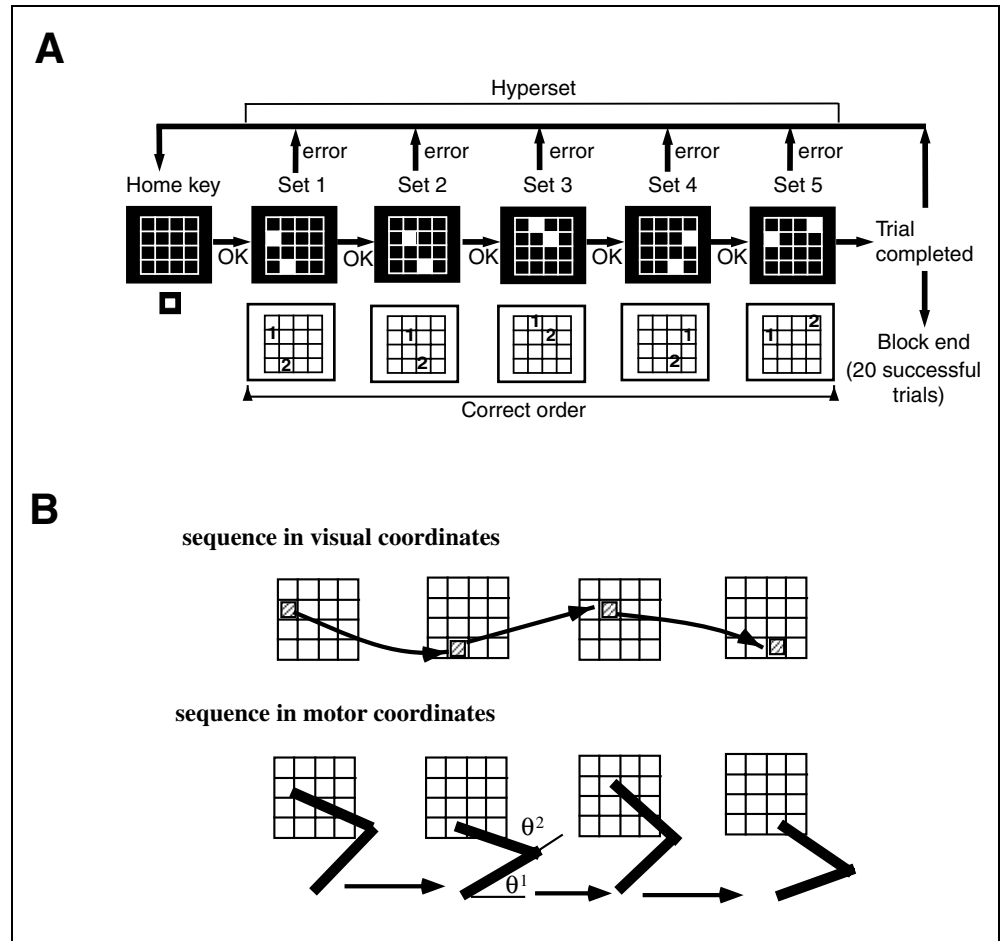 A
Hyperset
error error error error error
Home key Set 1 Set 2 Set 3 Set 4 Set 5
OK OK OK OK OK
Trial
completed
1 2
1 2
1 2
1 2
1 2
Block end
(20 successful
trials)
Correct order
B
sequence in visual coordinates
sequence in motor coordinates
θ2
θ1